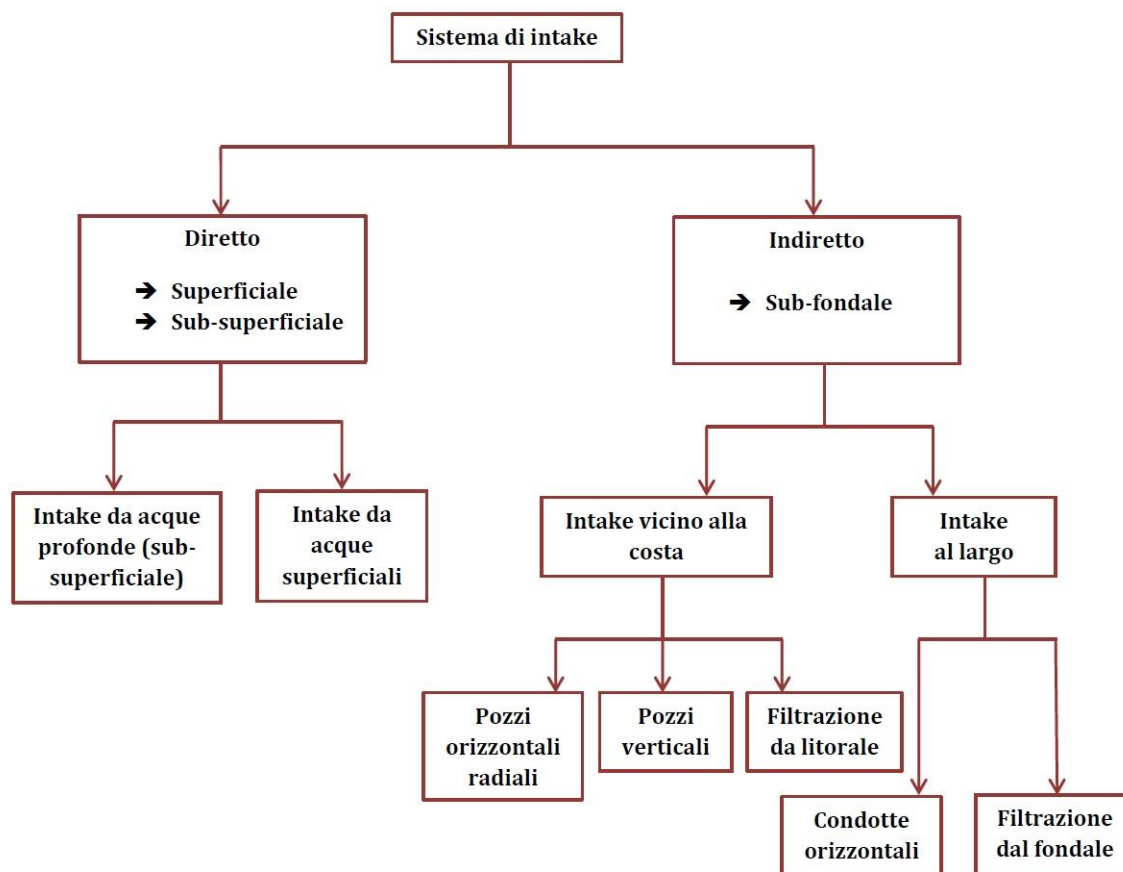 Sistema di intake
Diretto
➔ Superficiale
➔ Sub-superficiale
Indiretto
➔ Sub-fondale
Intake da acque
profonde (sub-
superficiale)
Intake da
acque
superficiali
Intake vicino alla
costa
Intake
al largo
Pozzi
orizzontali
radiali
Pozzi
verticali
Filtrazione
da litorale
Condotte
orizzontali
Filtrazione
dal fondale